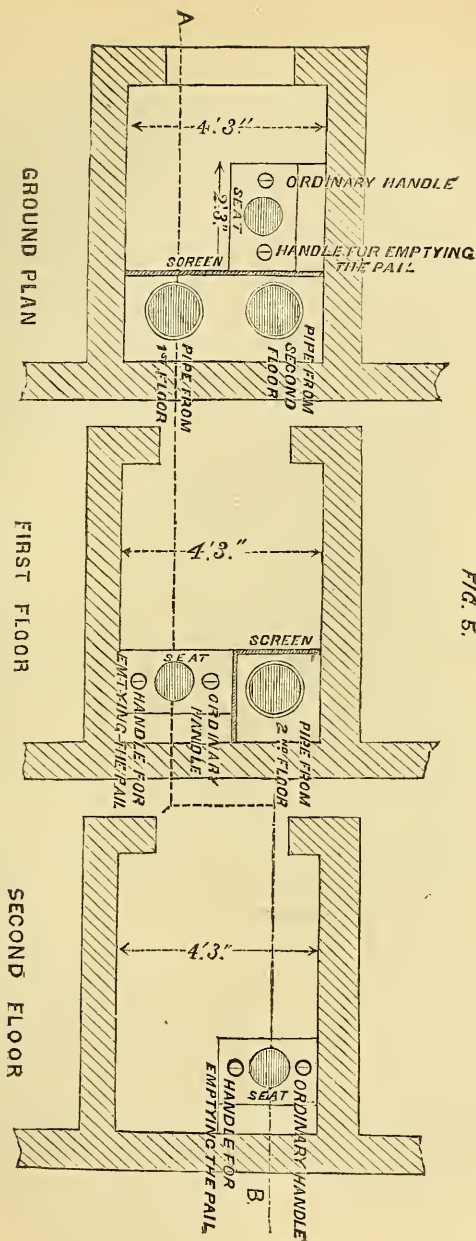 FIG. 5.
A
4'.3."
ORDINARY HANDLE
SEAT
2'.3."
HANDLE FOR EMPTYING
THE PAIL
SCREEN
PIPE FROM
SECOND
FLOOR
PIPE FROM
1ST FLOOR
GROUND PLAN
4'.3."
SCREEN
SEAT
PIPE FROM
2ND FLOOR
ORDINARY
HANDLE
HANDLE FOR
EMPTYING THE PAIL
FIRST FLOOR
4'.3."
ORDINARY HANDLE
SEAT
HANDLE FOR
EMPTYING THE PAIL
B.
SECOND FLOOR